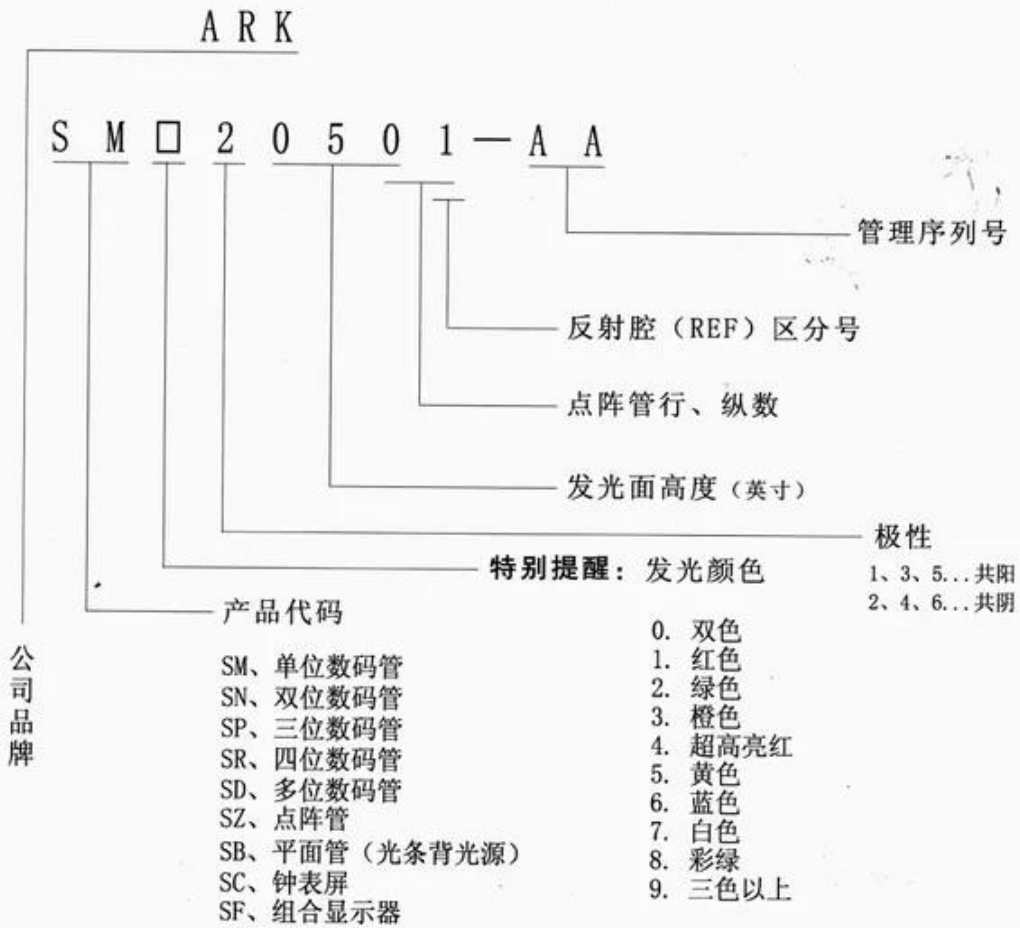 ARK
SM□20501—AA
管理序列号
反射腔（REF）区分号
点阵管行、纵数
发光面高度（英寸）
极性
1、3、5...共阳
2、4、6...共阴
特别提醒：发光颜色
0. 双色
1. 红色
2. 绿色
3. 橙色
4. 超高亮红
5. 黄色
6. 蓝色
7. 白色
8. 彩绿
9. 三色以上
产品代码
SM、单位数码管
SN、双位数码管
SP、三位数码管
SR、四位数码管
SD、多位数码管
SZ、点阵管
SB、平面管（光条背光源）
SC、钟表屏
SF、组合显示器
公司品牌